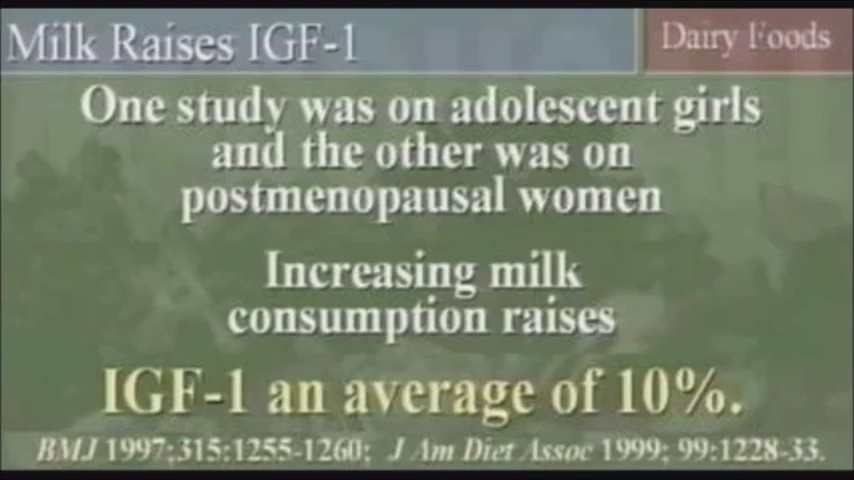 Milk Raises IGF-1
Dairy Foods
One study was on adolescent girls
and the other was on
postmenopausal women
Increasing milk
consumption raises
IGF-1 an average of 10%.
BMJ 1997;315:1255-1260; J Am Diet Assoc 1999; 99:1228-33.